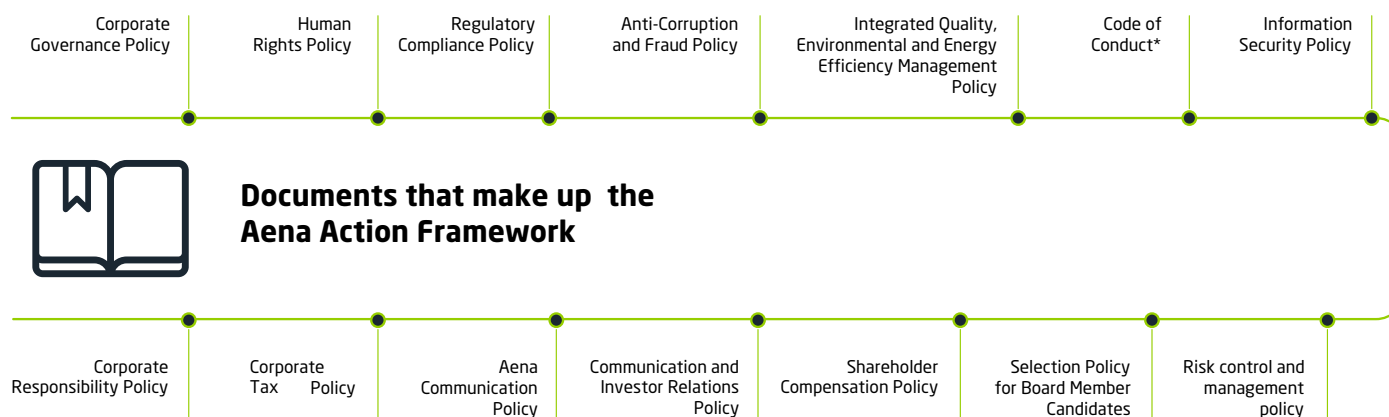 Corporate
Governance Policy
Human
Rights Policy
Regulatory
Compliance Policy
Anti-Corruption
and Fraud Policy
Integrated Quality,
Environmental and Energy
Efficiency Management
Policy
Code of
Conduct*
Information
Security Policy
Documents that make up the
Aena Action Framework
Corporate
Responsibility Policy
Corporate
Tax Policy
Aena
Communication
Policy
Communication and
Investor Relations
Policy
Shareholder
Compensation Policy
Selection Policy
for Board Member
Candidates
Risk control and
management
policy